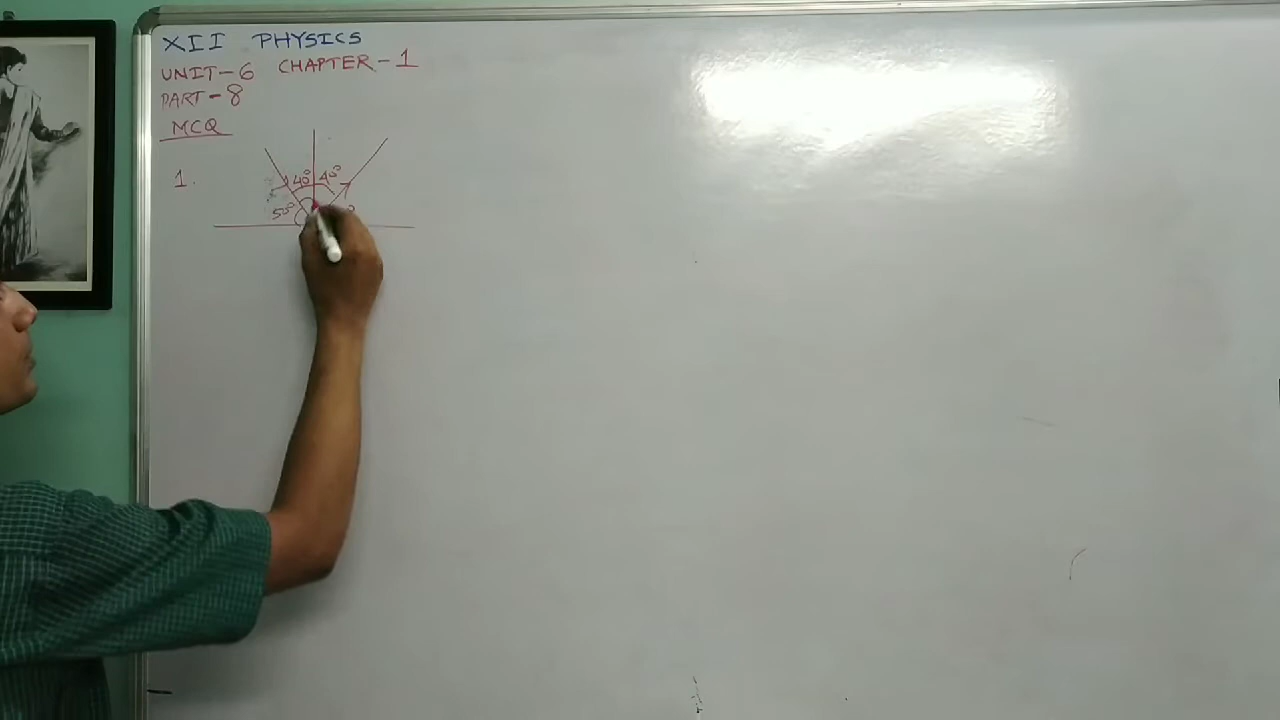 XII PHYSICS
UNIT-6 CHAPTER-1
PART-8
MCQ
1.
40° 40°
50°